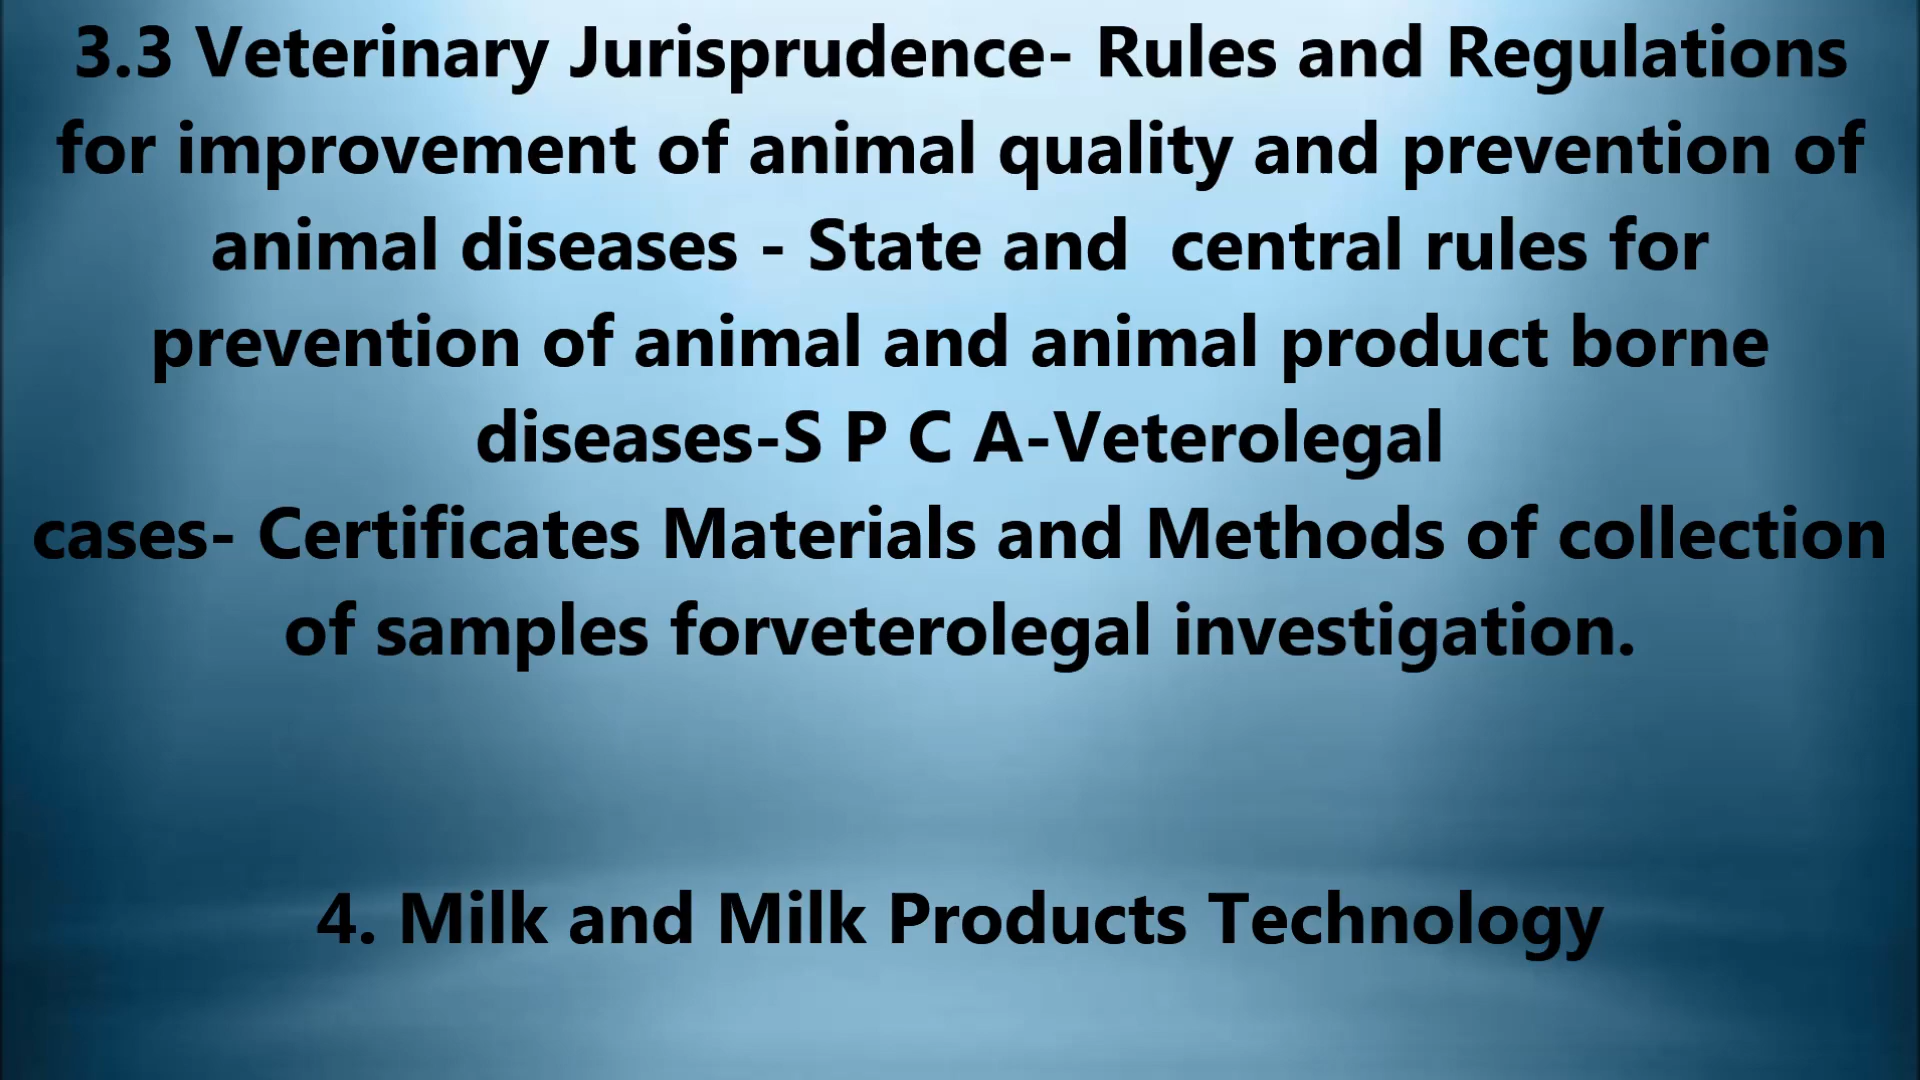 3.3 Veterinary Jurisprudence- Rules and Regulations
for improvement of animal quality and prevention of
animal diseases - State and  central rules for
prevention of animal and animal product borne
diseases-S P C A-Veterolegal
cases- Certificates Materials and Methods of collection
of samples forveterolegal investigation.
4. Milk and Milk Products Technology